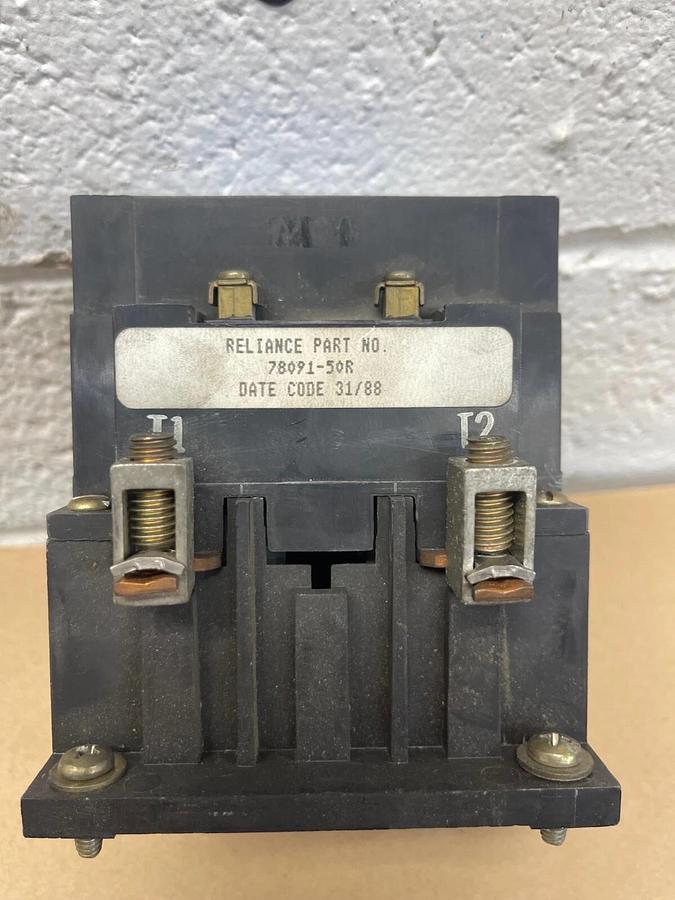 RELIANCE PART NO.
78091-50R
DATE CODE 31/88
T1 T2